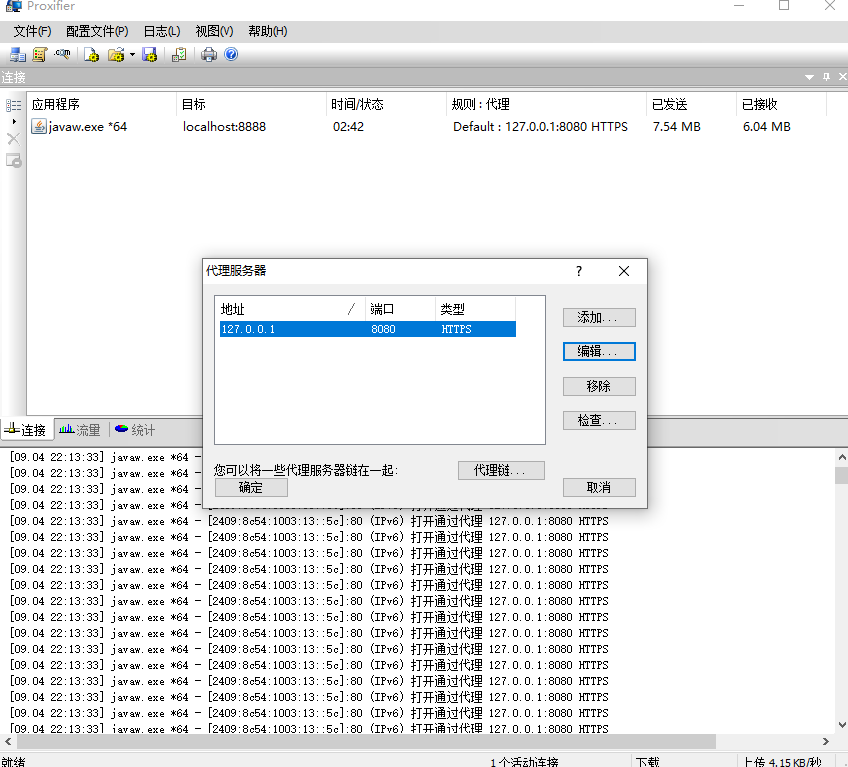 Proxifier
文件(F) 配置文件(P) 日志(L) 视图(V) 帮助(H)
连接
应用程序 目标 时间/状态 规则 : 代理 已发送 已接收
javaw.exe *64 localhost:8888 02:42 Default : 127.0.0.1:8080 HTTPS 7.54 MB 6.04 MB
代理服务器 ?
地址 / 端口 类型
127.0.0.1 8080 HTTPS
添加...
编辑...
移除
检查...
您可以将一些代理服务器链在一起:
代理链...
确定
取消
连接 流量 统计
[09.04 22:13:33] javaw.exe *64 -
[09.04 22:13:33] javaw.exe *64 -
[09.04 22:13:33] javaw.exe *64 -
[09.04 22:13:33] javaw.exe *64 -
[09.04 22:13:33] javaw.exe *64 - [2409:8c54:1003:13::5c]:80 (IPv6) 打开通过代理 127.0.0.1:8080 HTTPS
[09.04 22:13:33] javaw.exe *64 - [2409:8c54:1003:13::5c]:80 (IPv6) 打开通过代理 127.0.0.1:8080 HTTPS
[09.04 22:13:33] javaw.exe *64 - [2409:8c54:1003:13::5c]:80 (IPv6) 打开通过代理 127.0.0.1:8080 HTTPS
[09.04 22:13:33] javaw.exe *64 - [2409:8c54:1003:13::5c]:80 (IPv6) 打开通过代理 127.0.0.1:8080 HTTPS
[09.04 22:13:33] javaw.exe *64 - [2409:8c54:1003:13::5c]:80 (IPv6) 打开通过代理 127.0.0.1:8080 HTTPS
[09.04 22:13:33] javaw.exe *64 - [2409:8c54:1003:13::5c]:80 (IPv6) 打开通过代理 127.0.0.1:8080 HTTPS
[09.04 22:13:33] javaw.exe *64 - [2409:8c54:1003:13::5c]:80 (IPv6) 打开通过代理 127.0.0.1:8080 HTTPS
[09.04 22:13:33] javaw.exe *64 - [2409:8c54:1003:13::5c]:80 (IPv6) 打开通过代理 127.0.0.1:8080 HTTPS
[09.04 22:13:33] javaw.exe *64 - [2409:8c54:1003:13::5c]:80 (IPv6) 打开通过代理 127.0.0.1:8080 HTTPS
[09.04 22:13:33] javaw.exe *64 - [2409:8c54:1003:13::5c]:80 (IPv6) 打开通过代理 127.0.0.1:8080 HTTPS
[09.04 22:13:33] javaw.exe *64 - [2409:8c54:1003:13::5c]:80 (IPv6) 打开通过代理 127.0.0.1:8080 HTTPS
[09.04 22:13:33] javaw.exe *64 - [2409:8c54:1003:13::5c]:80 (IPv6) 打开通过代理 127.0.0.1:8080 HTTPS
[09.04 22:13:33] javaw.exe *64 - [2409:8c54:1003:13::5c]:80 (IPv6) 打开通过代理 127.0.0.1:8080 HTTPS
[09.04 22:13:33] javaw.exe *64 - [2409:8c54:1003:13::5c]:80 (IPv6) 打开通过代理 127.0.0.1:8080 HTTPS
就绪 1 个活动连接 下载 上传 4.15 KB/秒